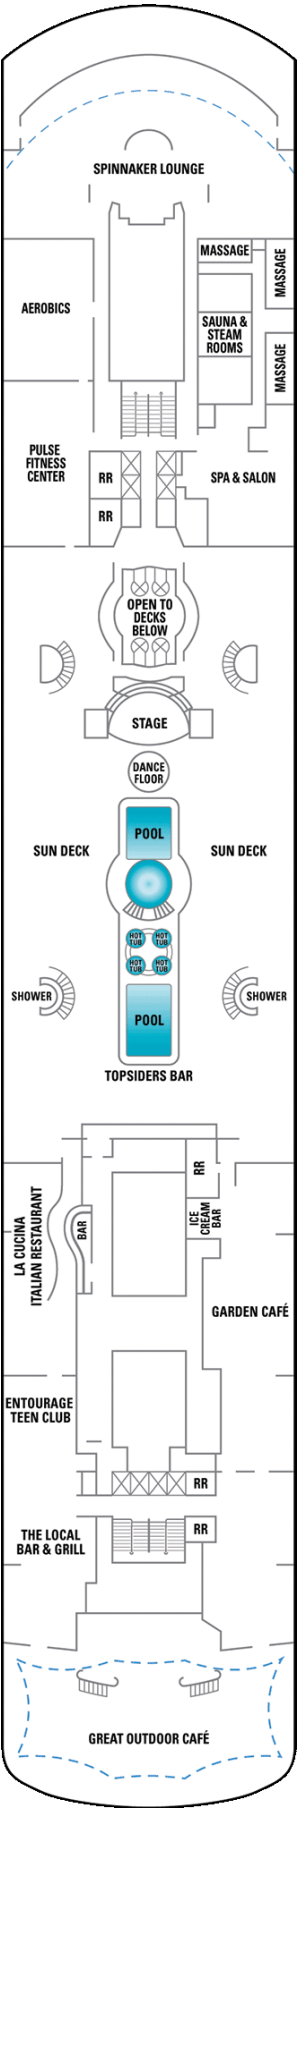 SPINNAKER LOUNGE
MASSAGE
MASSAGE
AEROBICS
SAUNA &
STEAM
ROOMS
MASSAGE
PULSE
FITNESS
CENTER
RR
SPA & SALON
RR
OPEN TO
DECKS
BELOW
STAGE
DANCE
FLOOR
POOL
SUN DECK
SUN DECK
HOT
TUB
HOT
TUB
HOT
TUB
HOT
TUB
SHOWER
SHOWER
POOL
TOPSIDERS BAR
RR
LA CUCINA
ITALIAN RESTAURANT
BAR
ICE
CREAM
BAR
GARDEN CAFÉ
ENTOURAGE
TEEN CLUB
RR
THE LOCAL
BAR & GRILL
RR
GREAT OUTDOOR CAFÉ